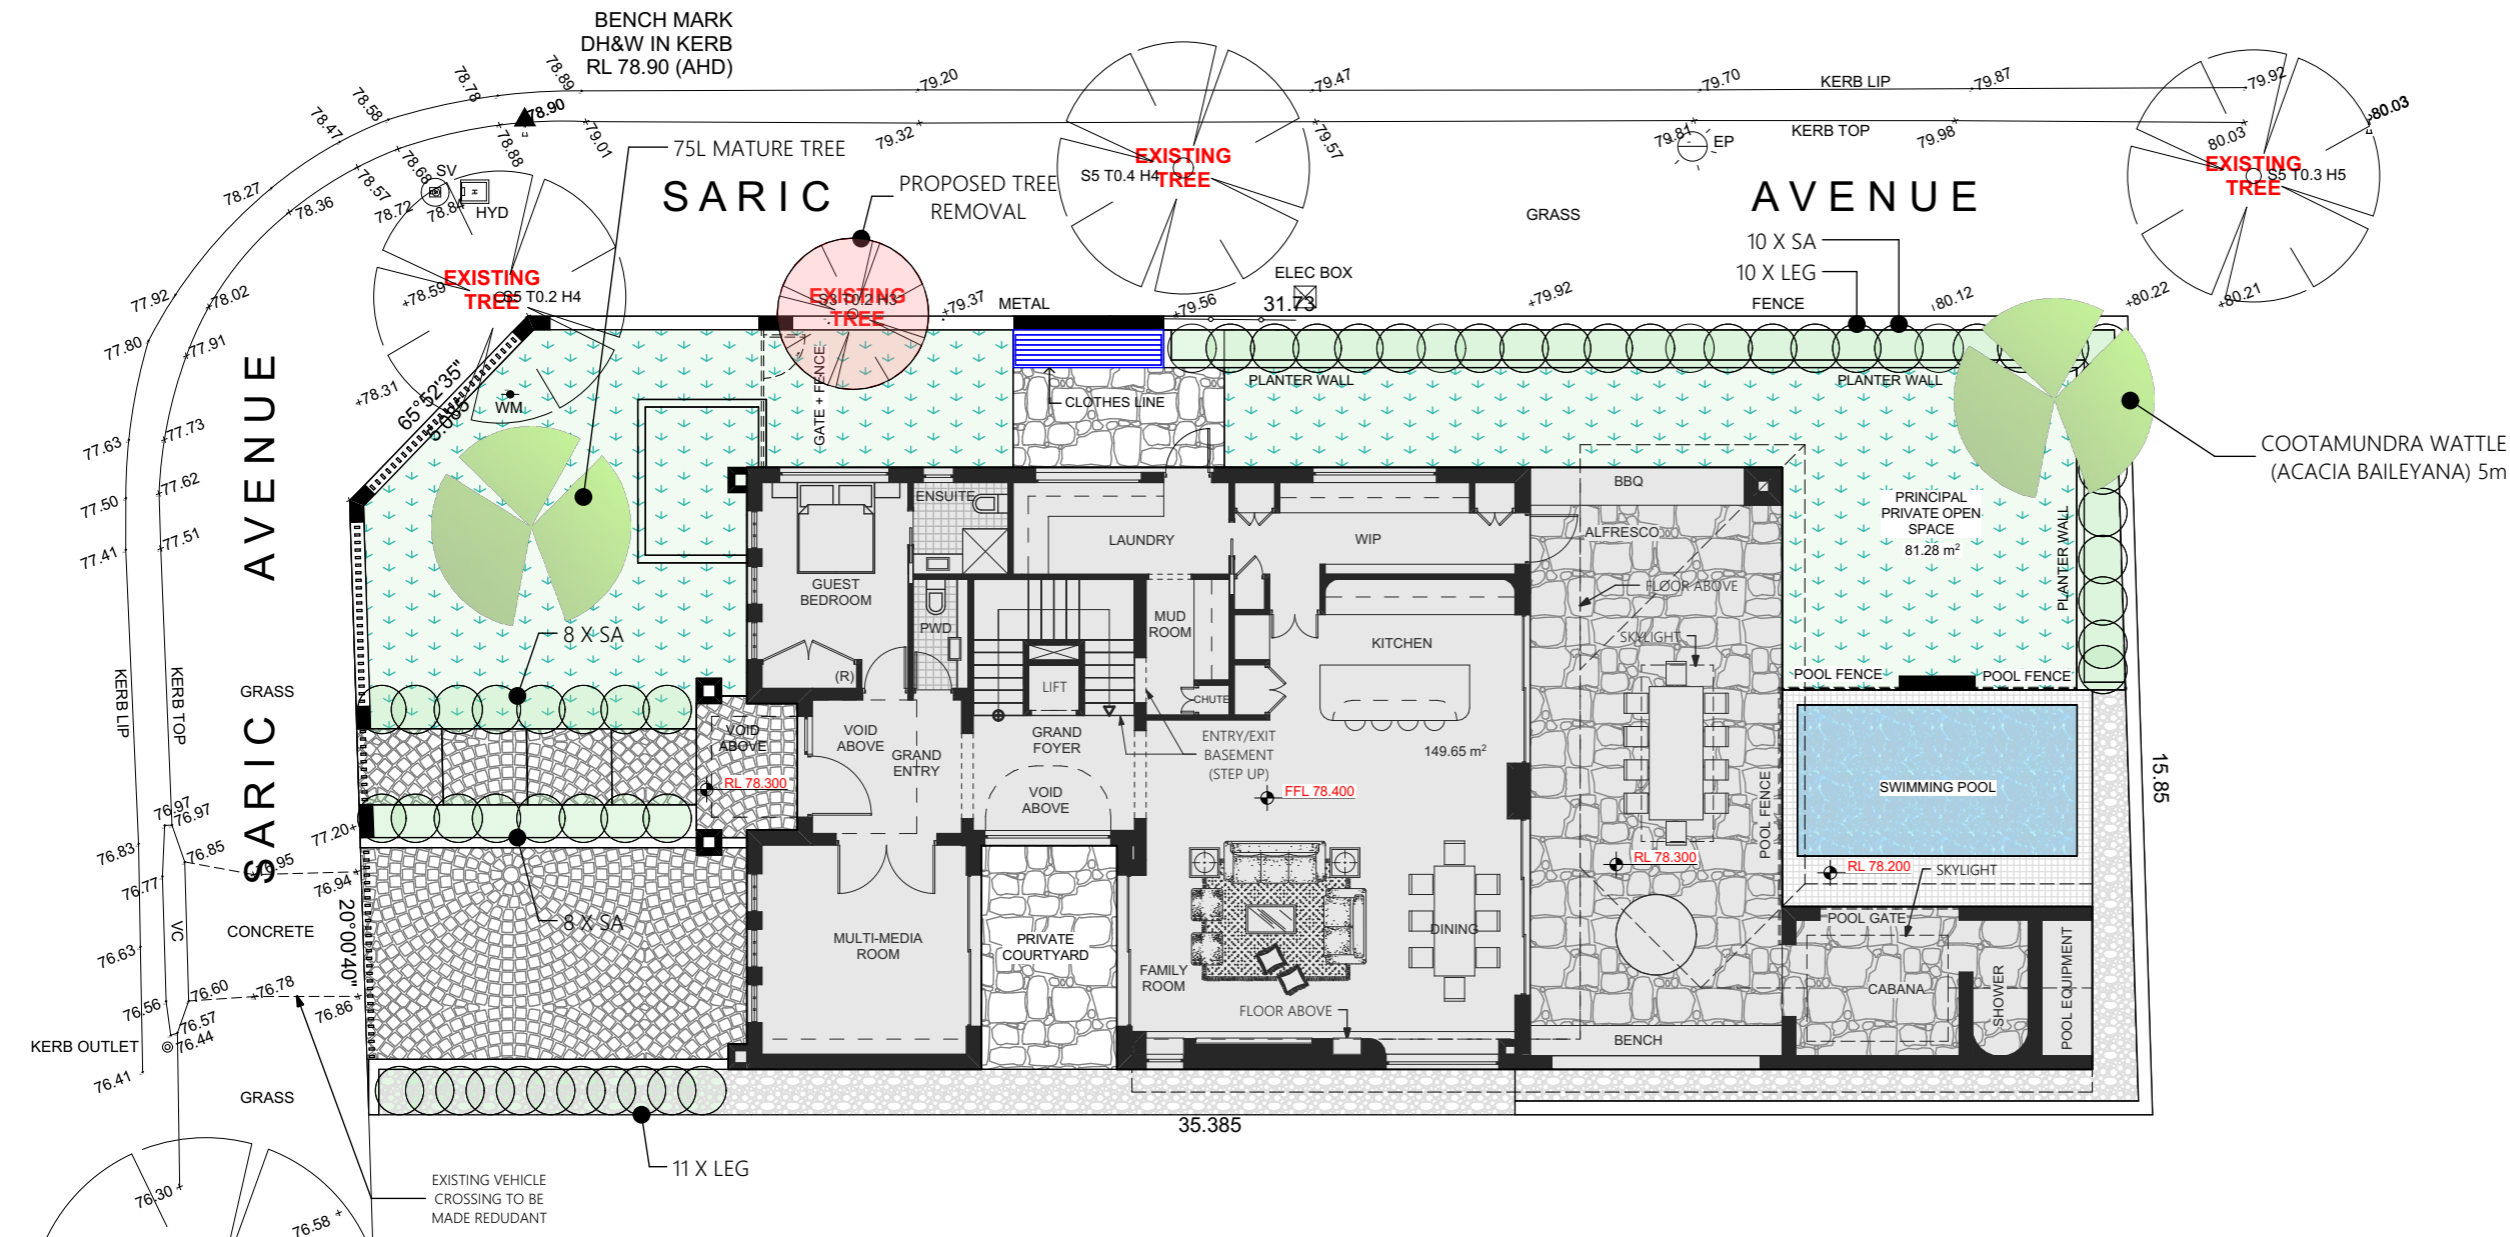 BENCH MARK
DH&W IN KERB
RL 78.90 (AHD)
78.89
78.78
78.58
78.47
78.90
79.20
79.47
79.70
KERB LIP
79.87
79.92
80.03
+79.01
+78.88
79.32
+79.57
79.81
EP
KERB TOP
79.98
80.03
75L MATURE TREE
SV
HYD
+78.68
+78.57
78.72
78.84
78.27
+78.36
SARIC
PROPOSED TREE
REMOVAL
EXISTING
TREE
S5 T0.4 H4
AVENUE
GRASS
EXISTING
TREE
S5 T0.3 H5
10 X SA
10 X LEG
EXISTING
TREE
S5 T0.2 H4
+78.59
EXISTING
TREE
S3 T0.2 H3
+79.37
METAL
+79.56
ELEC BOX
31.73
+79.92
FENCE
80.12
+80.22
+80.21
77.92
+78.02
77.80
+77.91
+78.31
65°52'35"
WM
GATE + FENCE
CLOTHES LINE
PLANTER WALL
PLANTER WALL
COOTAMUNDRA WATTLE
(ACACIA BAILEYANA) 5m
77.63
+77.73
77.50
+77.62
77.41
+77.51
AVENUE
SARIC
ENSUITE
LAUNDRY
WIP
BBQ
ALFRESCO
PRINCIPAL
PRIVATE OPEN
SPACE
81.28 m²
PLANTER WALL
GUEST
BEDROOM
(R)
PWD
MUD
ROOM
LIFT
CHUTE
KITCHEN
FLOOR ABOVE
SKYLIGHT
POOL FENCE
POOL FENCE
8 X SA
KERB LIP
KERB TOP
GRASS
VOID
ABOVE
VOID
ABOVE
GRAND
ENTRY
GRAND
FOYER
VOID
ABOVE
ENTRY/EXIT
BASEMENT
(STEP UP)
149.65 m²
RL 78.300
FFL 78.400
POOL FENCE
SWIMMING POOL
15.85
76.97
76.97
76.83
76.85
76.95
77.20+
76.77
76.94
20°00'40"
8 X SA
VC
CONCRETE
RL 78.300
RL 78.200
SKYLIGHT
POOL GATE
MULTI-MEDIA
ROOM
PRIVATE
COURTYARD
FAMILY
ROOM
DINING
FLOOR ABOVE
CABANA
SHOWER
POOL EQUIPMENT
BENCH
76.63
76.60
+76.78
76.86
76.56
76.57
76.44
KERB OUTLET
76.41
GRASS
35.385
11 X LEG
EXISTING VEHICLE
CROSSING TO BE
MADE REDUDANT
76.30 +
76.58 +